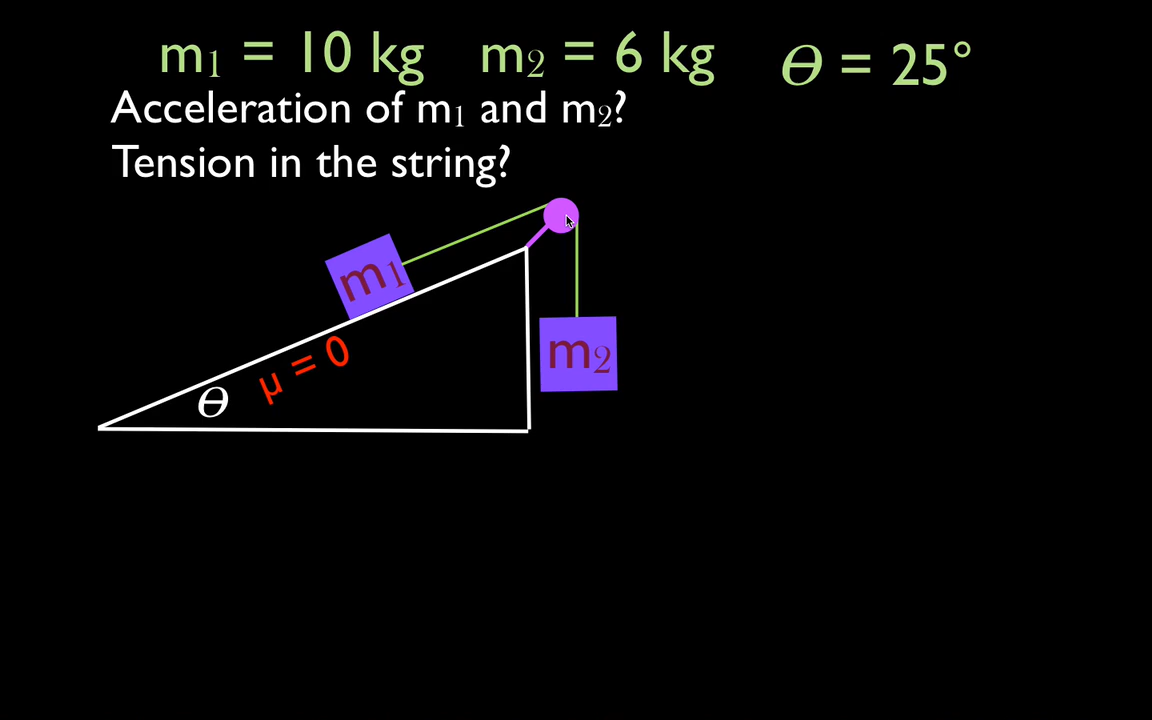 m₁ = 10 kg m₂ = 6 kg Θ = 25°
Acceleration of m₁ and m₂?
Tension in the string?
m₁
m₂
μ = 0
Θ